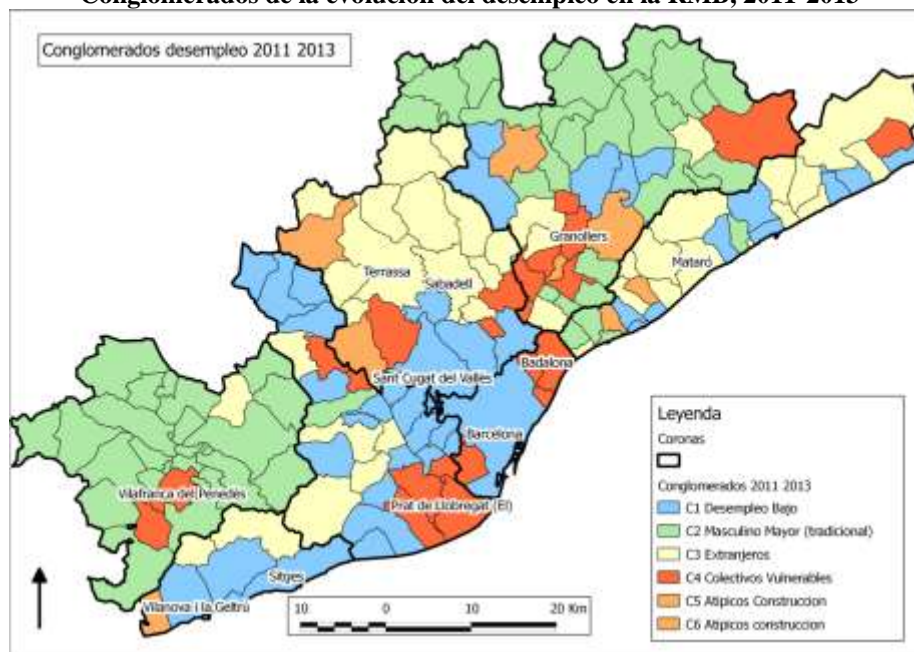 Conglomerados de la evolución del desempleo en la RMB, 2011-2013
Conglomerados desempleo 2011 2013
Granollers
Mataró
Terrassa
Sabadell
Sant Cugat del Vallès
Badalona
Barcelona
Vilafranca del Penedès
Prat de Llobregat (El)
Sitges
Vilanova i la Geltrú
Leyenda
Coronas
Conglomerados 2011 2013
C1 Desempleo Bajo
C2 Masculino Mayor (tradicional)
C3 Extranjeros
C4 Colectivos Vulnerables
C5 Atipicos Construccion
C6 Atipicos construccion
10 0 10 20 Km